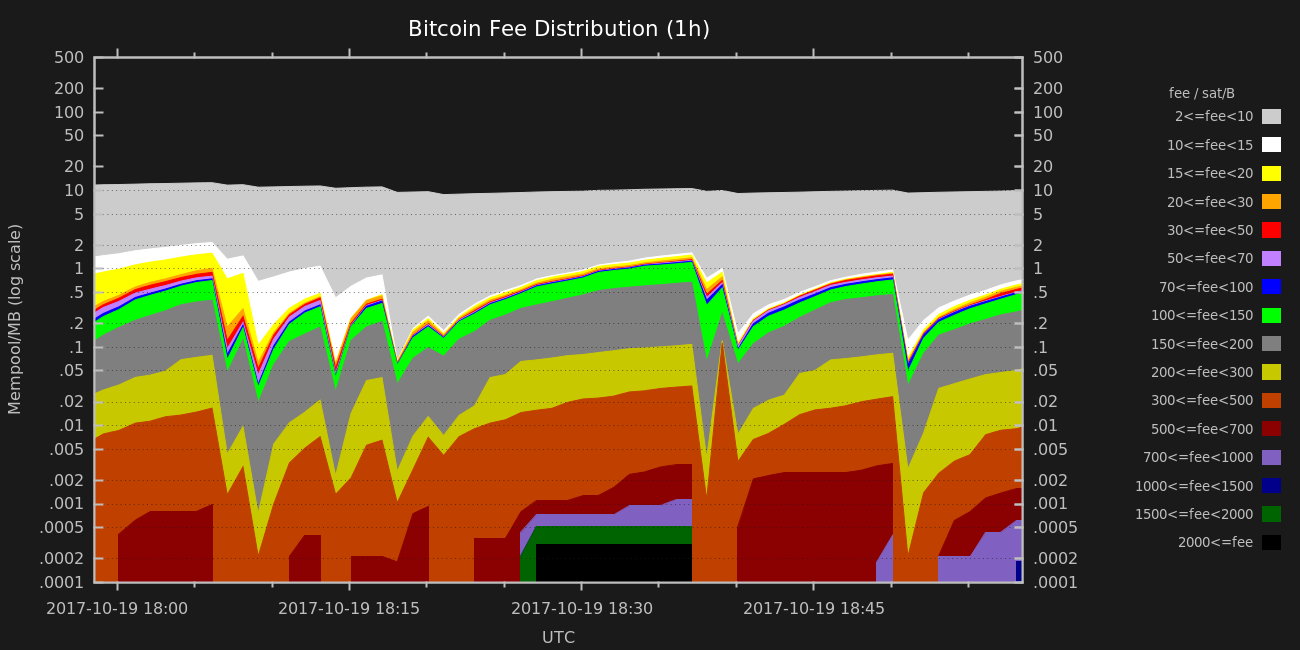 Bitcoin Fee Distribution (1h)
500 500
200 200
100 100
50 50
20 20
10 10
5 5
2 2
1 1
.5 .5
.2 .2
.1 .1
.05 .05
.02 .02
.01 .01
.005 .005
.002 .002
.001 .001
.0005 .0005
.0002 .0002
.0001 .0001
Mempool/MB (log scale)
2017-10-19 18:00 2017-10-19 18:15 2017-10-19 18:30 2017-10-19 18:45
UTC
fee / sat/B
2<=fee<10
10<=fee<15
15<=fee<20
20<=fee<30
30<=fee<50
50<=fee<70
70<=fee<100
100<=fee<150
150<=fee<200
200<=fee<300
300<=fee<500
500<=fee<700
700<=fee<1000
1000<=fee<1500
1500<=fee<2000
2000<=fee